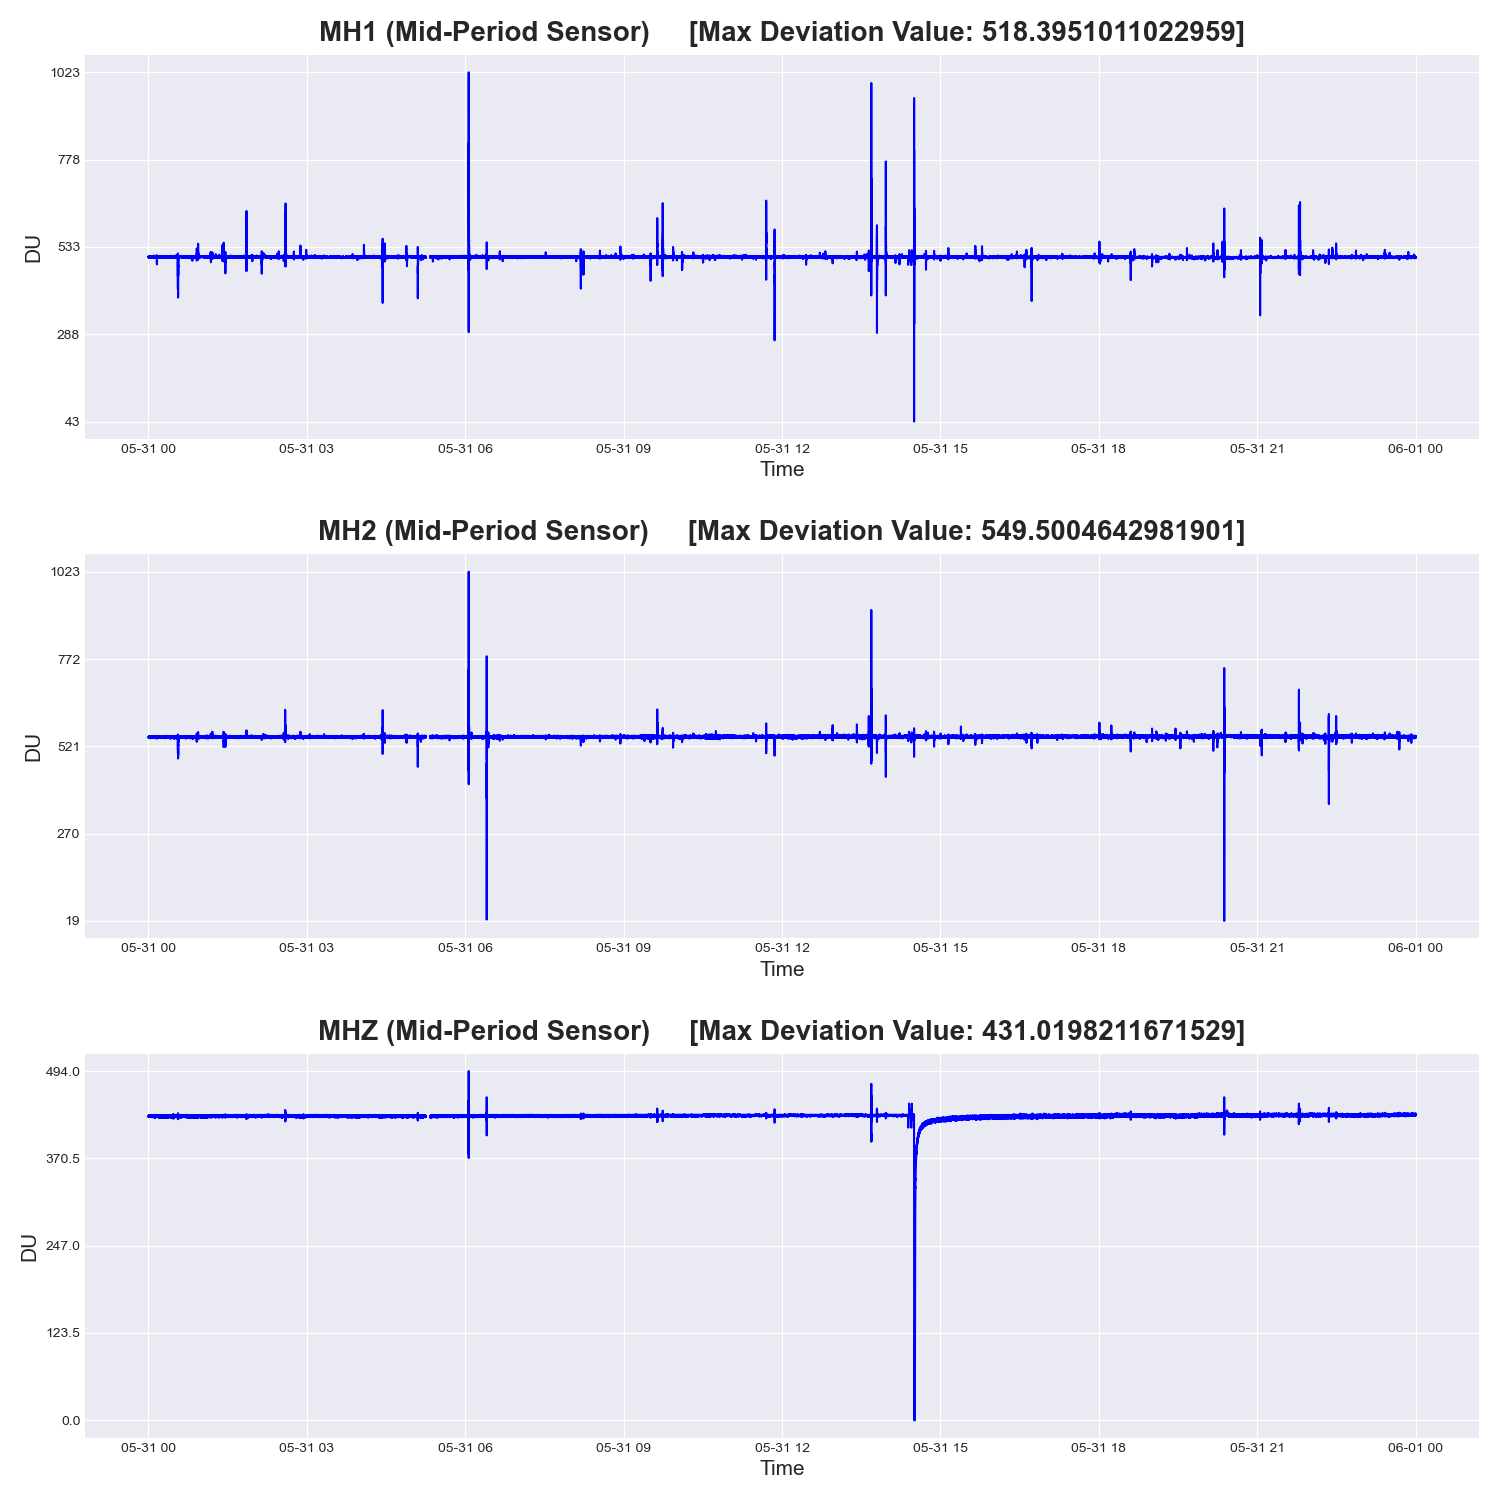 MH1 (Mid-Period Sensor) [Max Deviation Value: 518.3951011022959]
1023
778
533
288
43
DU
05-31 00 05-31 03 05-31 06 05-31 09 05-31 12 05-31 15 05-31 18 05-31 21 06-01 00
Time
MH2 (Mid-Period Sensor) [Max Deviation Value: 549.5004642981901]
1023
772
521
270
19
DU
05-31 00 05-31 03 05-31 06 05-31 09 05-31 12 05-31 15 05-31 18 05-31 21 06-01 00
Time
MHZ (Mid-Period Sensor) [Max Deviation Value: 431.0198211671529]
494.0
370.5
247.0
123.5
0.0
DU
05-31 00 05-31 03 05-31 06 05-31 09 05-31 12 05-31 15 05-31 18 05-31 21 06-01 00
Time